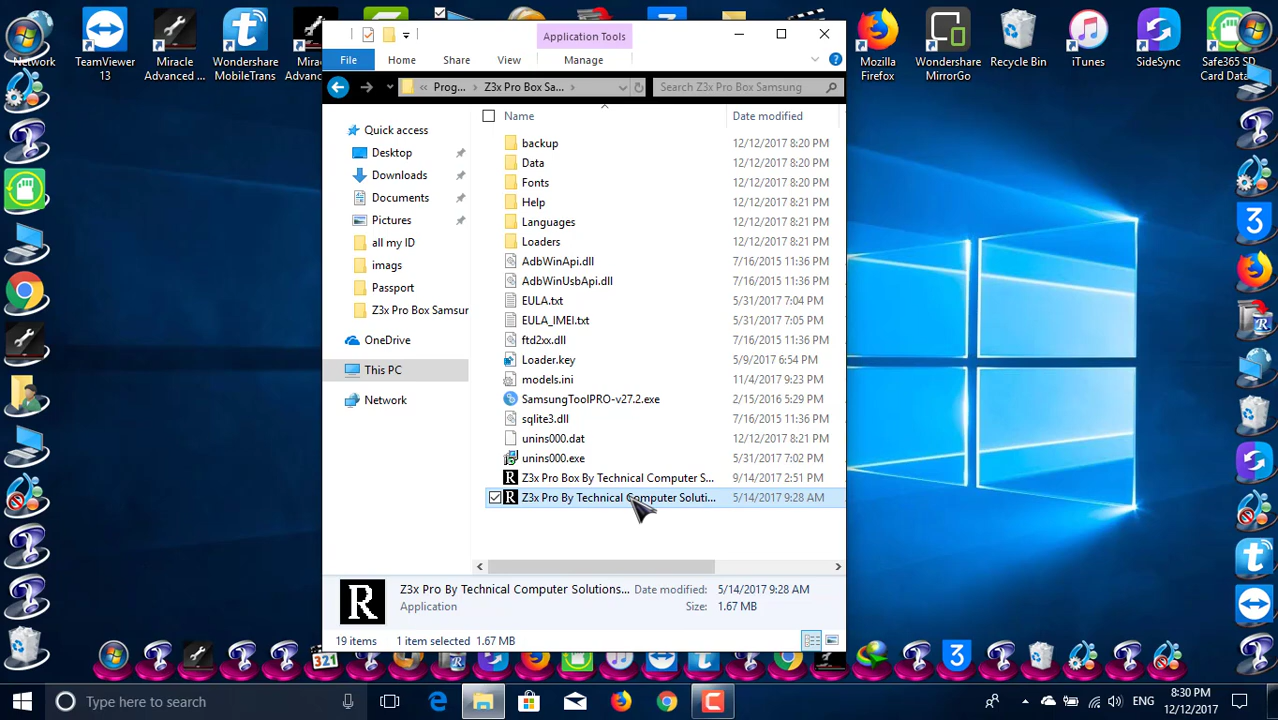 Network
TeamViewer
13
Miracle
Advanced ...
Wondershare
MobileTrans
Mirac
Advanc
Mozilla
Firefox
Wondershare
MirrorGo
Recycle Bin
iTunes
SideSync
Safe365 SD
Card Data
Application Tools
File
Home
Share
View
Manage
« Prog... › Z3x Pro Box Sa... ›
Search Z3x Pro Box Samsung
Quick access
Desktop
Downloads
Documents
Pictures
all my ID
imags
Passport
Z3x Pro Box Samsur
OneDrive
This PC
Network
Name Date modified
backup 12/12/2017 8:20 PM
Data 12/12/2017 8:20 PM
Fonts 12/12/2017 8:20 PM
Help 12/12/2017 8:21 PM
Languages 12/12/2017 8:21 PM
Loaders 12/12/2017 8:21 PM
AdbWinApi.dll 7/16/2015 11:36 PM
AdbWinUsbApi.dll 7/16/2015 11:36 PM
EULA.txt 5/31/2017 7:04 PM
EULA_IMEI.txt 5/31/2017 7:05 PM
ftd2xx.dll 7/16/2015 11:36 PM
Loader.key 5/9/2017 6:54 PM
models.ini 11/4/2017 9:23 PM
SamsungToolPRO-v27.2.exe 2/15/2016 5:29 PM
sqlite3.dll 7/16/2015 11:36 PM
unins000.dat 12/12/2017 8:21 PM
unins000.exe 5/31/2017 7:02 PM
Z3x Pro Box By Technical Computer S... 9/14/2017 2:51 PM
Z3x Pro By Technical Computer Soluti... 5/14/2017 9:28 AM
R
Z3x Pro By Technical Computer Solutions... Date modified: 5/14/2017 9:28 AM
Application Size: 1.67 MB
19 items 1 item selected 1.67 MB
321
3
3
Type here to search
ENG
8:30 PM
12/12/2017